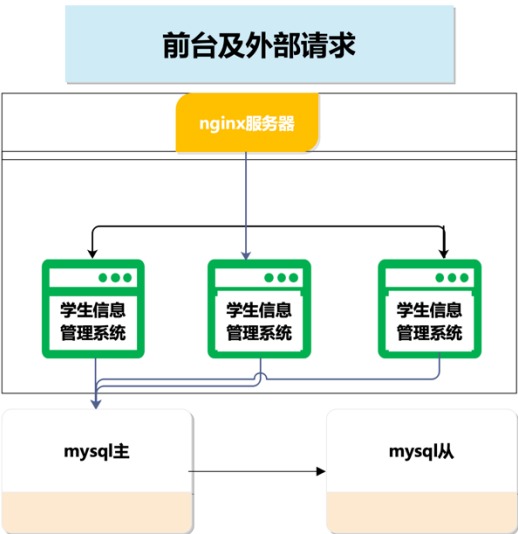 前台及外部请求
nginx服务器
学生信息
管理系统
学生信息
管理系统
学生信息
管理系统
mysql主
mysql从